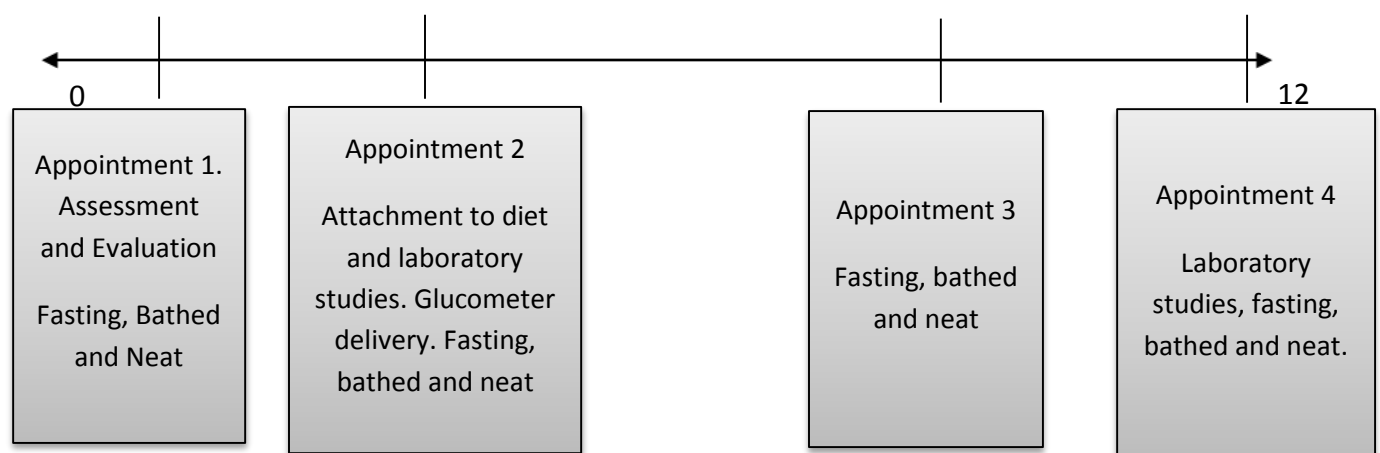 0
12
Appointment 1.
Assessment
and Evaluation
Fasting, Bathed
and Neat
Appointment 2
Attachment to diet
and laboratory
studies. Glucometer
delivery. Fasting,
bathed and neat
Appointment 3
Fasting, bathed
and neat
Appointment 4
Laboratory
studies, fasting,
bathed and neat.